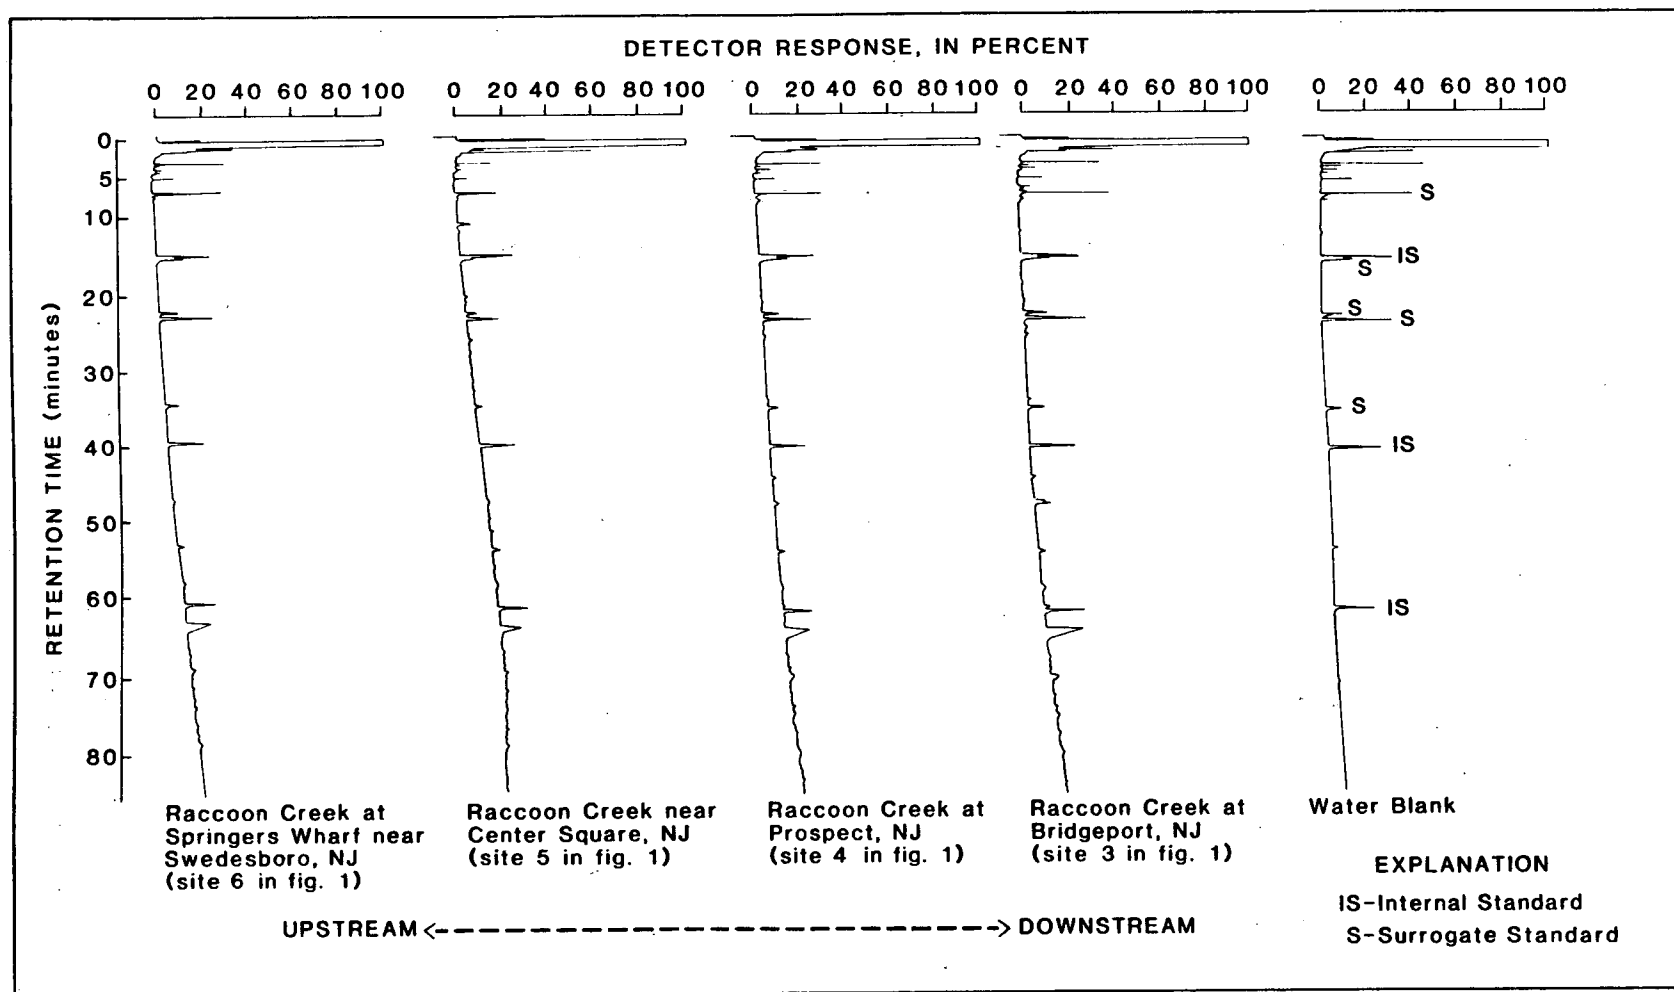 DETECTOR RESPONSE, IN PERCENT
0 20 40 60 80 100
0 20 40 60 80 100
0 20 40 60 80 100
0 20 40 60 80 100
0 20 40 60 80 100
RETENTION TIME (minutes)
0
5
10
20
30
40
50
60
70
80
S
IS
S
S
S
S
IS
IS
Raccoon Creek at
Springers Wharf near
Swedesboro, NJ
(site 6 in fig. 1)
Raccoon Creek near
Center Square, NJ
(site 5 in fig. 1)
Raccoon Creek at
Prospect, NJ
(site 4 in fig. 1)
Raccoon Creek at
Bridgeport, NJ
(site 3 in fig. 1)
Water Blank
EXPLANATION
IS-Internal Standard
S-Surrogate Standard
UPSTREAM <----------> DOWNSTREAM